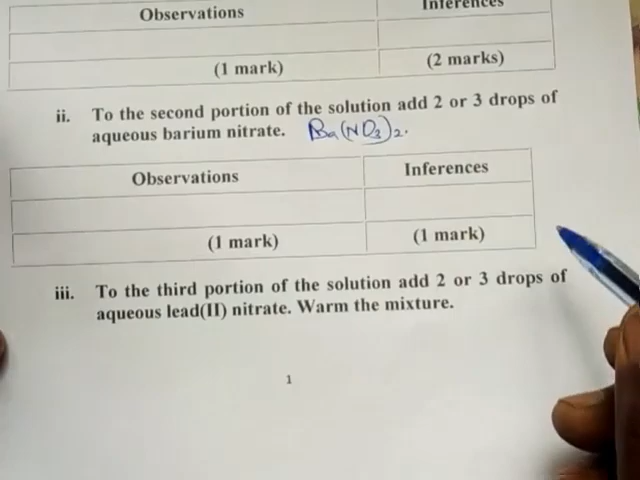 Observations
Inferences
(1 mark)
(2 marks)
ii. To the second portion of the solution add 2 or 3 drops of
aqueous barium nitrate. Ba(NO3)2.
Observations
Inferences
(1 mark)
(1 mark)
iii. To the third portion of the solution add 2 or 3 drops of
aqueous lead(II) nitrate. Warm the mixture.
1